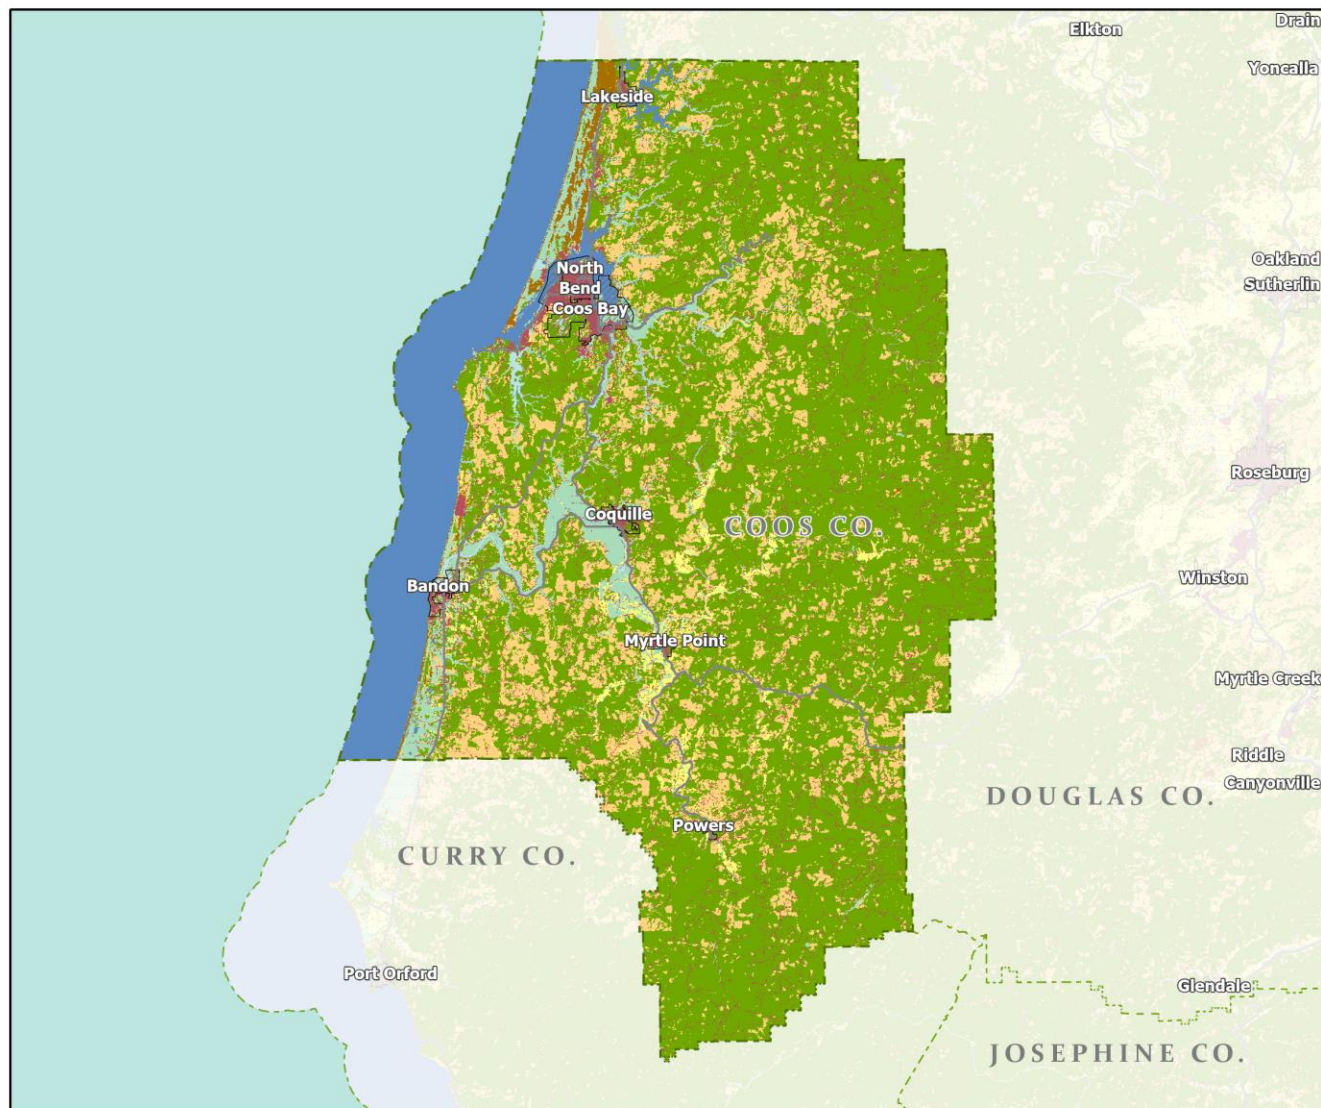 Drain
Elkton
Yoncalla
Lakeside
Oakland
North
Bend
Sutherlin
Coos Bay
Roseburg
Coquille
COOS CO.
Winston
Bandon
Myrtle Point
Myrtle Creek
Riddle
Canyonville
DOUGLAS CO.
Powers
CURRY CO.
Port Orford
Glendale
JOSEPHINE CO.